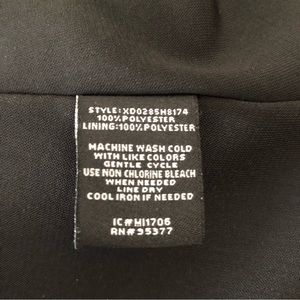 STYLE:XD0285H8174
100%POLYESTER
LINING:100%POLYESTER
MACHINE WASH COLD
WITH LIKE COLORS
GENTLE CYCLE
USE NON CHLORINE BLEACH
WHEN NEEDED
LINE DRY
COOL IRON IF NEEDED
IC#MI1706
RN#95377